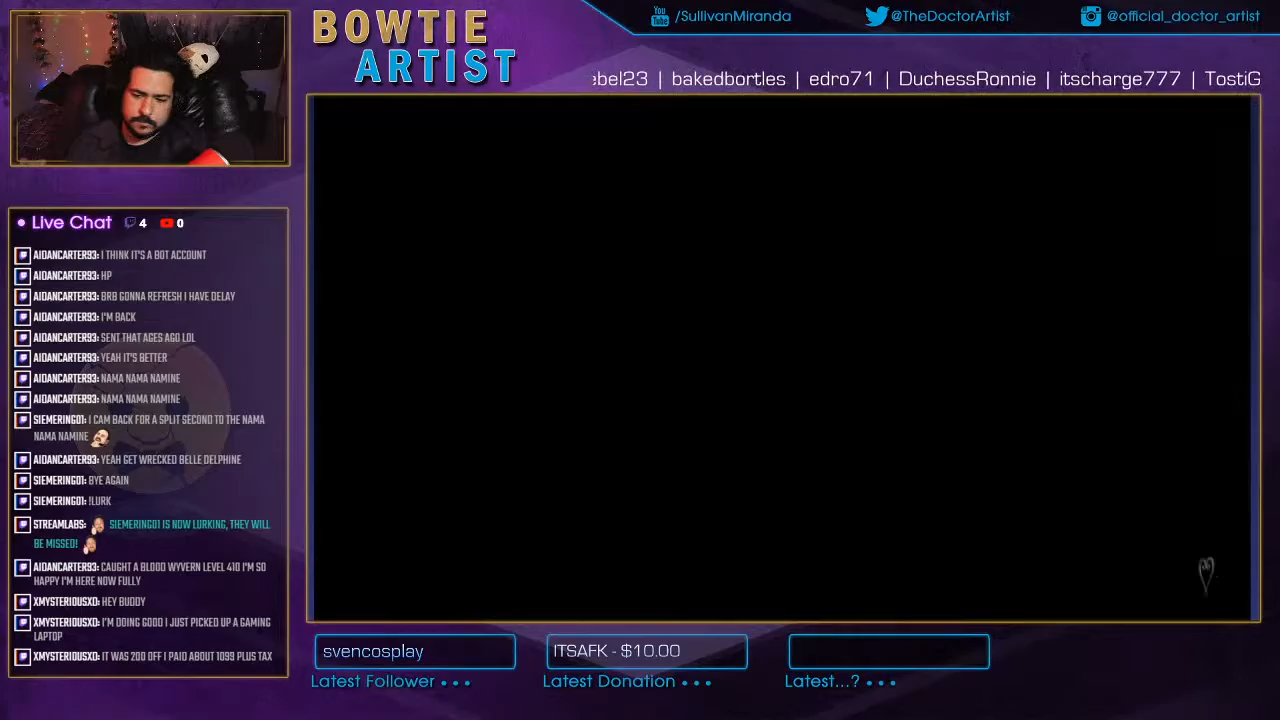 BOWTIE
ARTIST
/SullivanMiranda
@TheDoctorArtist
@official_doctor_artist
bel23 | bakedbortles | edro71 | DuchessRonnie | itscharge777 | TostiG
Live Chat 4 0
AIDANCARTER93: I THINK IT'S A BOT ACCOUNT
AIDANCARTER93: HP
AIDANCARTER93: BRB GONNA REFRESH I HAVE DELAY
AIDANCARTER93: I'M BACK
AIDANCARTER93: SENT THAT AGES AGO LOL
AIDANCARTER93: YEAH IT'S BETTER
AIDANCARTER93: NAMA NAMA NAMINE
AIDANCARTER93: NAMA NAMA NAMINE
SIEMERING01: I CAM BACK FOR A SPLIT SECOND TO THE NAMA
NAMA NAMINE
AIDANCARTER93: YEAH GET WRECKED BELLE DELPHINE
SIEMERING01: BYE AGAIN
SIEMERING01: !LURK
STREAMLABS: SIEMERING01 IS NOW LURKING, THEY WILL
BE MISSED!
AIDANCARTER93: CAUGHT A BLOOD WYVERN LEVEL 410 I'M SO
HAPPY I'M HERE NOW FULLY
XMYSTERIOUSXD: HEY BUDDY
XMYSTERIOUSXD: I'M DOING GOOD I JUST PICKED UP A GAMING
LAPTOP
XMYSTERIOUSXD: IT WAS 200 OFF I PAID ABOUT 1099 PLUS TAX
svencosplay
Latest Follower
ITSAFK - $10.00
Latest Donation
Latest...?